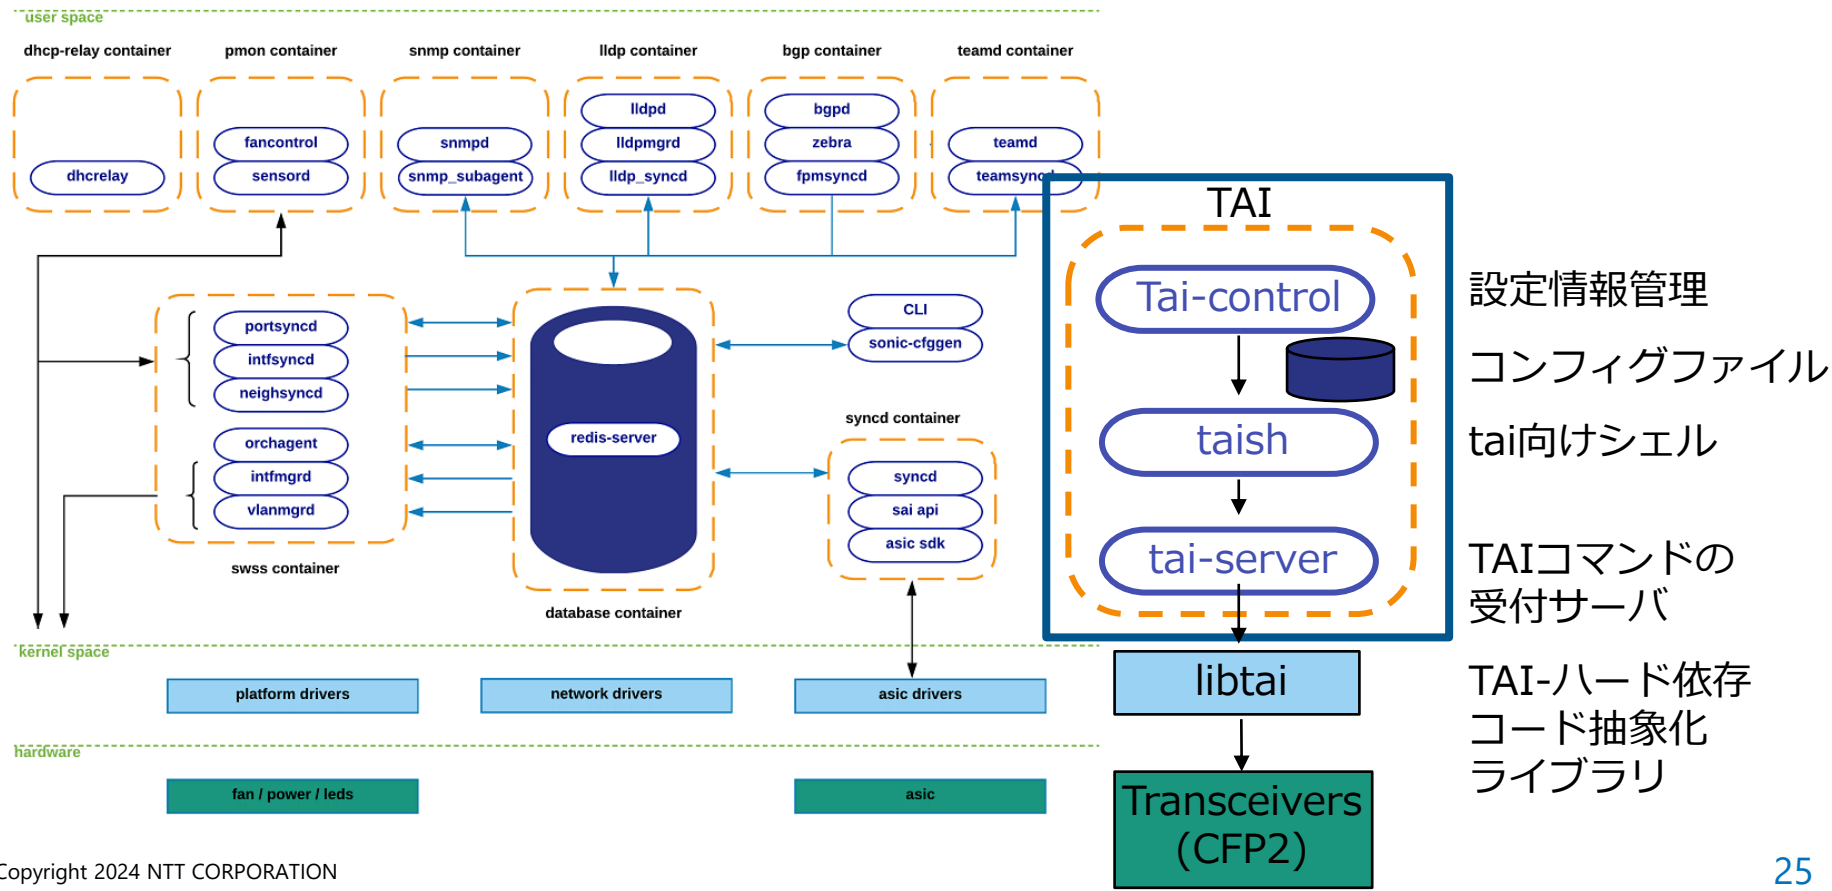 user space
dhcp-relay container
pmon container
snmp container
lldp container
bgp container
teamd container
dhcrelay
fancontrol
sensord
snmpd
snmp_subagent
lldpd
lldpmgrd
lldp_syncd
bgpd
zebra
fpmsyncd
teamd
teamsyncd
TAI
Tai-control
設定情報管理
コンフィグファイル
taish
tai向けシェル
tai-server
TAIコマンドの
受付サーバ
portsyncd
intfsyncd
neighsyncd
orchagent
intfmgrd
vlanmgrd
swss container
redis-server
database container
CLI
sonic-cfggen
syncd container
syncd
sai api
asic sdk
kernel space
platform drivers
network drivers
asic drivers
libtai
TAI-ハード依存
コード抽象化
ライブラリ
hardware
fan / power / leds
asic
Transceivers
(CFP2)
Copyright 2024 NTT CORPORATION
25